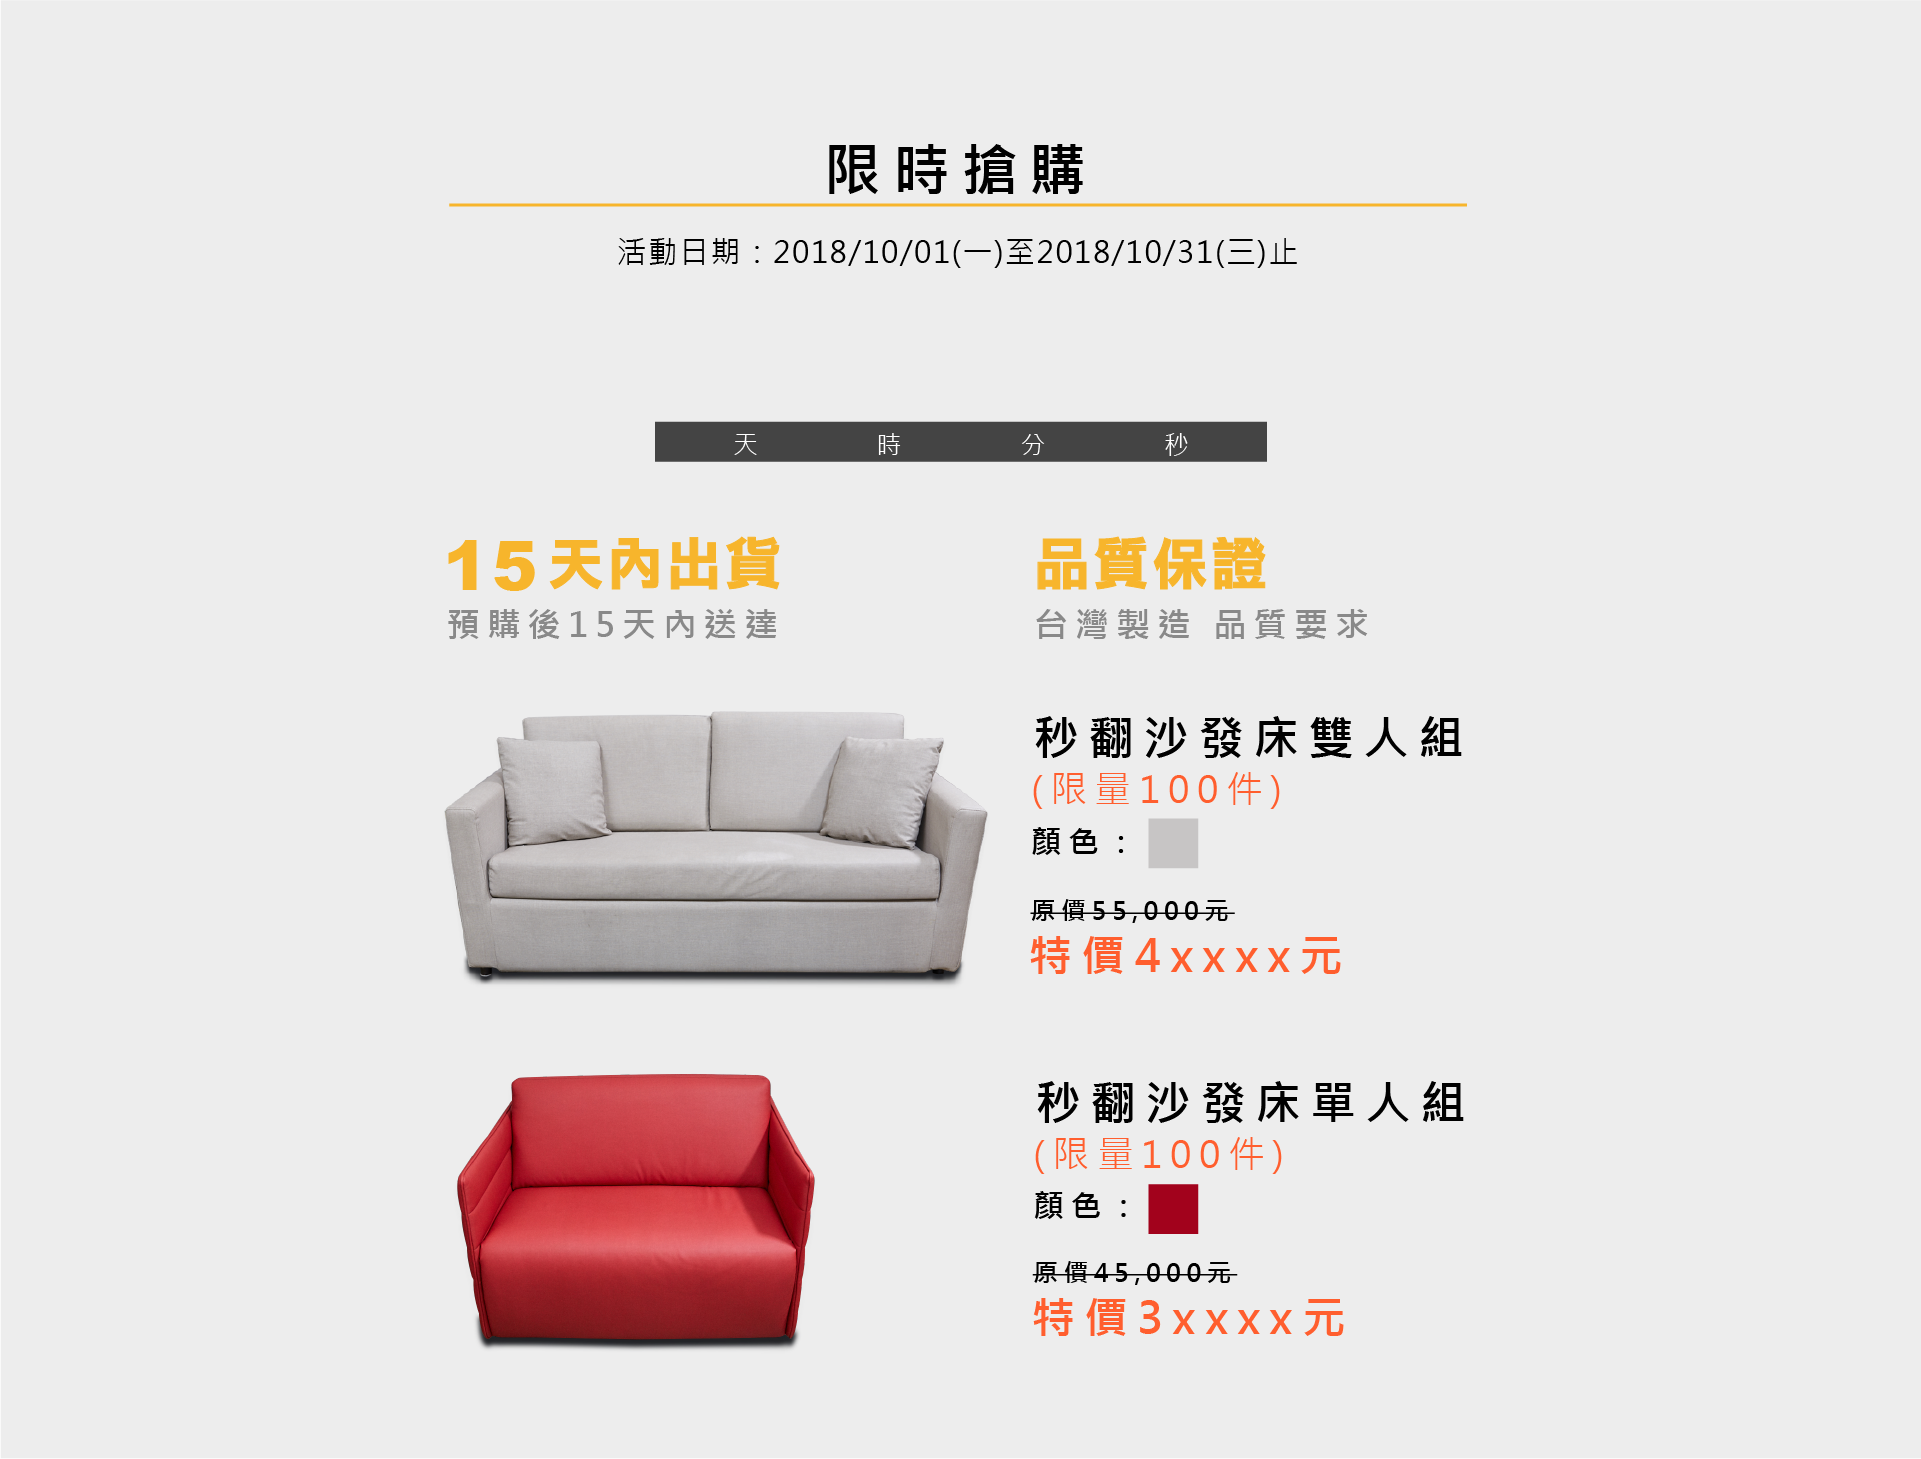 限時搶購
活動日期：2018/10/01(一)至2018/10/31(三)止
天 時 分 秒
15天內出貨
預購後15天內送達
品質保證
台灣製造 品質要求
秒翻沙發床雙人組
(限量100件)
顏色：
原價55,000元
特價4xxxx元
秒翻沙發床單人組
(限量100件)
顏色：
原價45,000元
特價3xxxx元